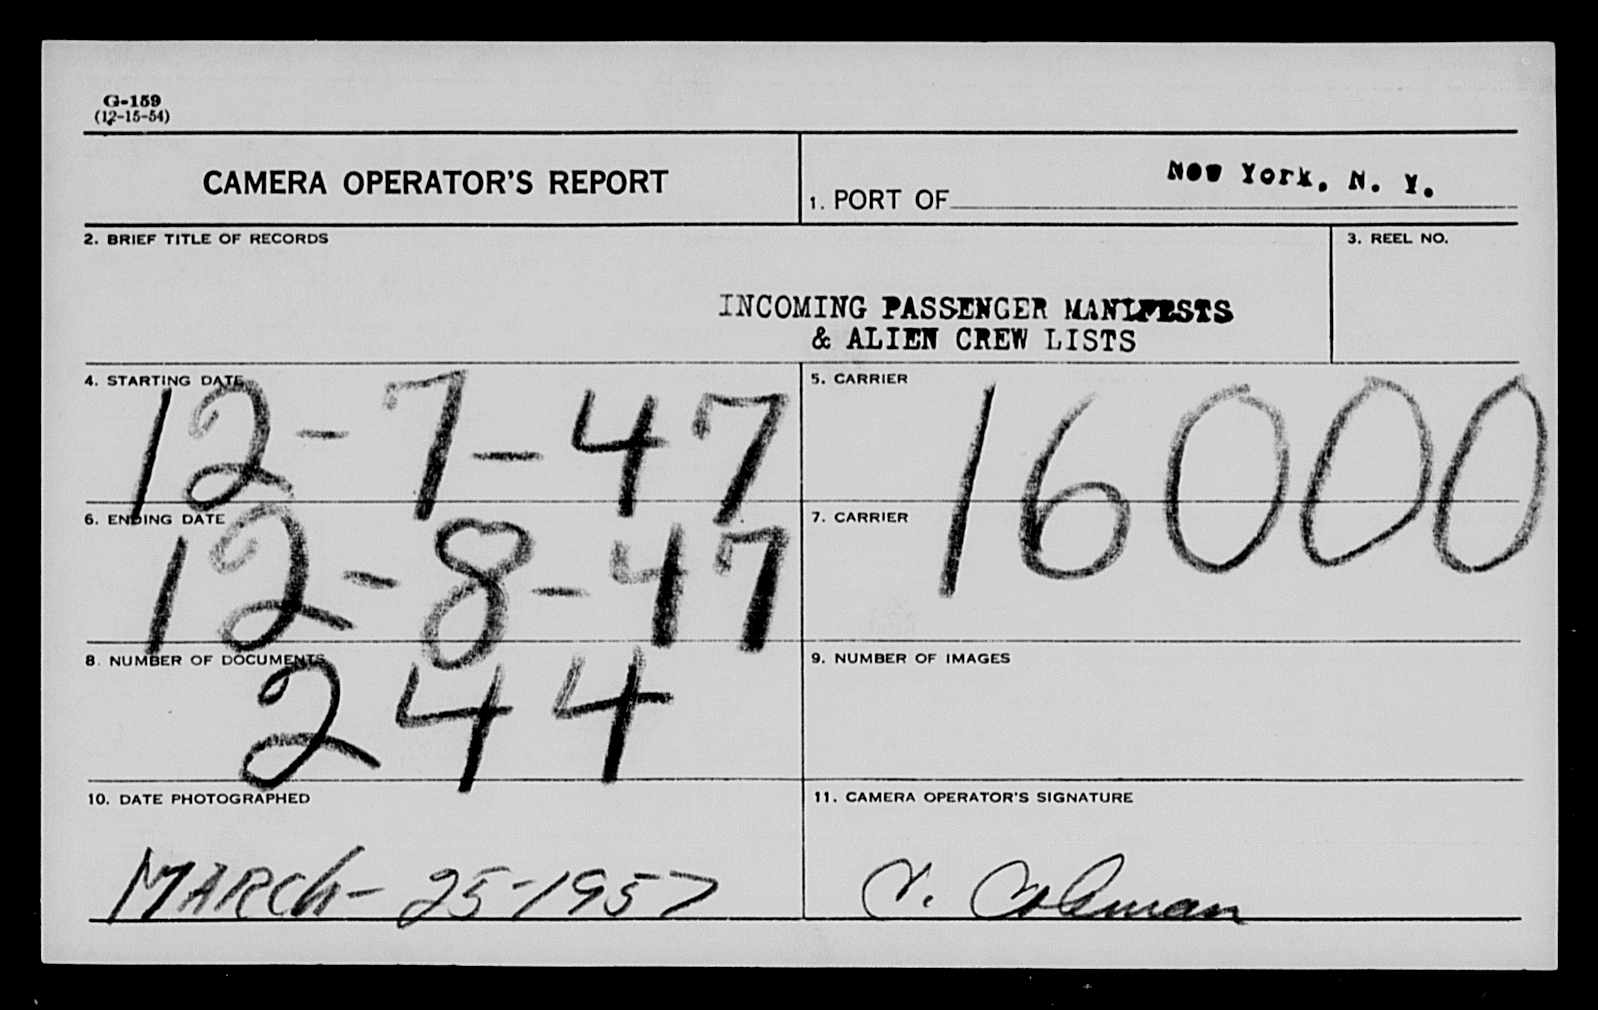 G-159
(12-15-54)
CAMERA OPERATOR'S REPORT
1. PORT OF New York, N. Y.
2. BRIEF TITLE OF RECORDS
3. REEL NO.
INCOMING PASSENGER MANIFESTS
& ALIEN CREW LISTS
4. STARTING DATE
12-7-47
5. CARRIER
16000
6. ENDING DATE
12-8-47
7. CARRIER
8. NUMBER OF DOCUMENTS
244
9. NUMBER OF IMAGES
10. DATE PHOTOGRAPHED
MARCH-25-1957
11. CAMERA OPERATOR'S SIGNATURE
V. Coleman